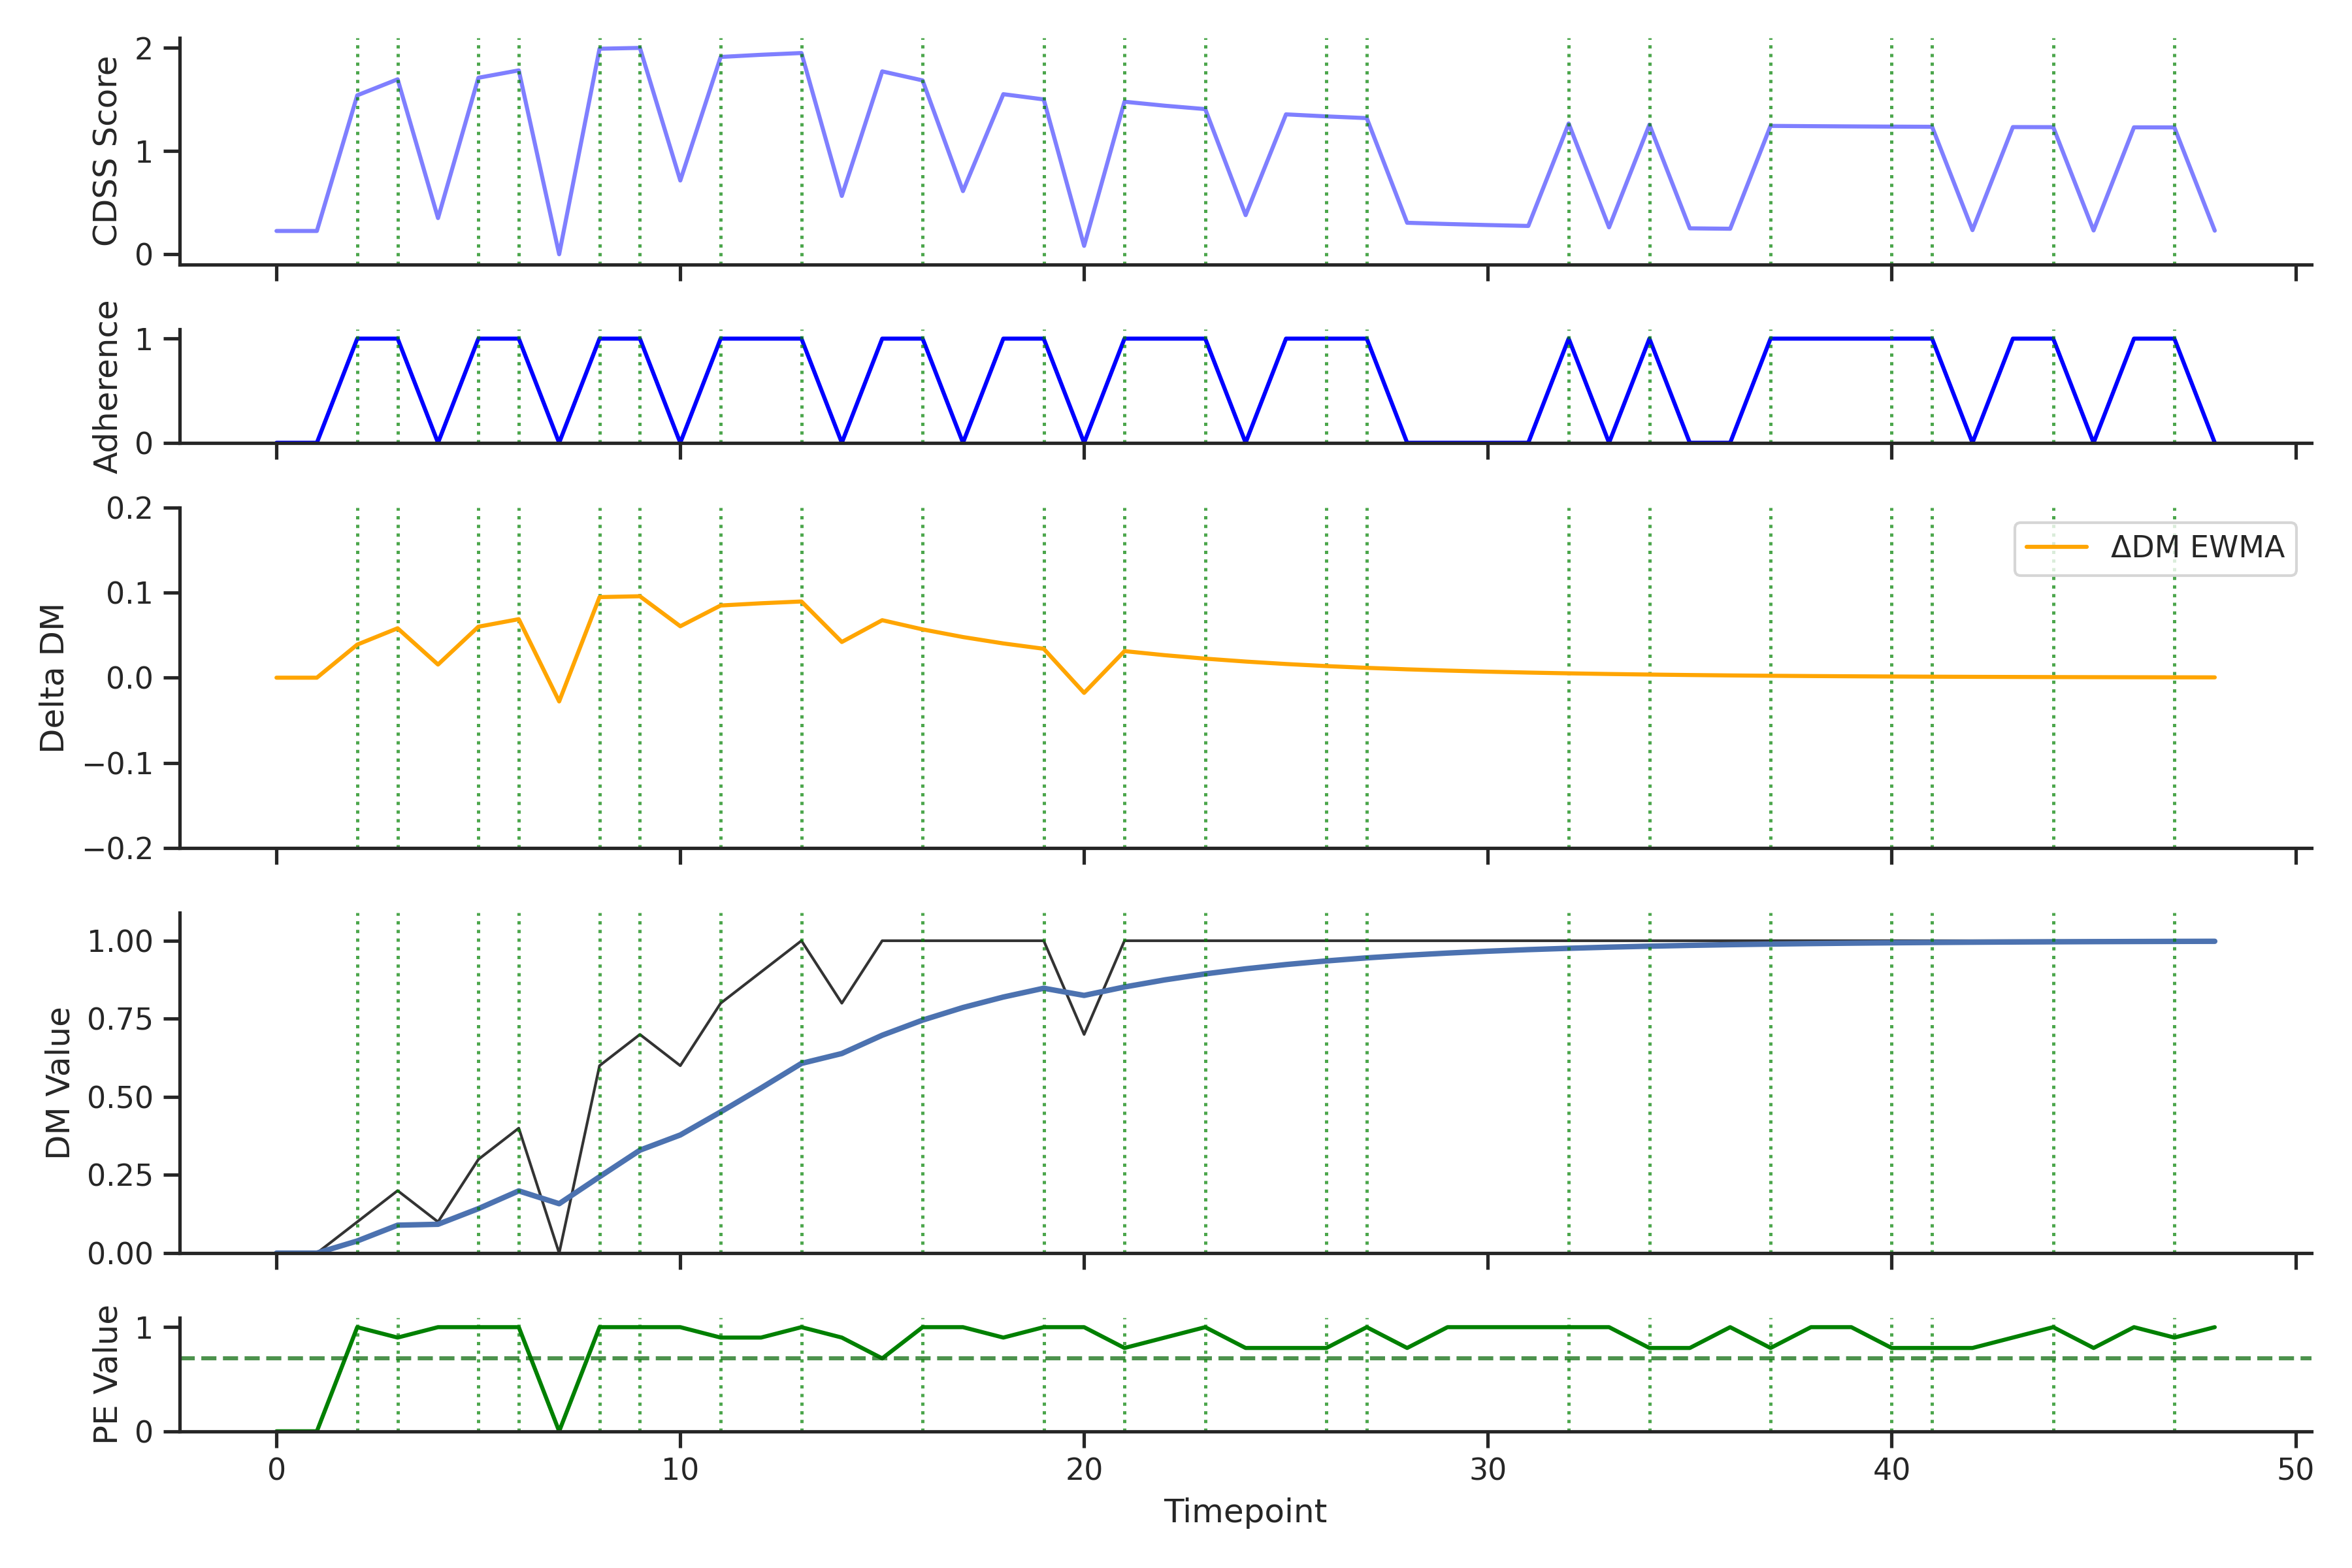 CDSS Score
2
1
0
Adherence
1
0
Delta DM
0.2
0.1
0.0
−0.1
−0.2
ΔDM EWMA
DM Value
1.00
0.75
0.50
0.25
0.00
PE Value
1
0
0 10 20 30 40 50
Timepoint